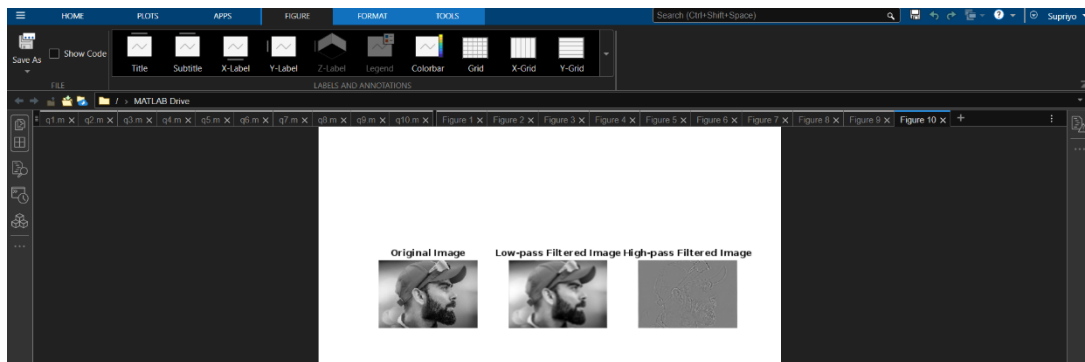 HOME PLOTS APPS FIGURE FORMAT TOOLS Search (Ctrl+Shift+Space) Supriyo
Save As Show Code Title Subtitle X-Label Y-Label Z-Label Legend Colorbar Grid X-Grid Y-Grid
FILE LABELS AND ANNOTATIONS
/ › MATLAB Drive
q1.m q2.m q3.m q4.m q5.m q6.m q7.m q8.m q9.m q10.m Figure 1 Figure 2 Figure 3 Figure 4 Figure 5 Figure 6 Figure 7 Figure 8 Figure 9 Figure 10
Original Image Low-pass Filtered Image High-pass Filtered Image